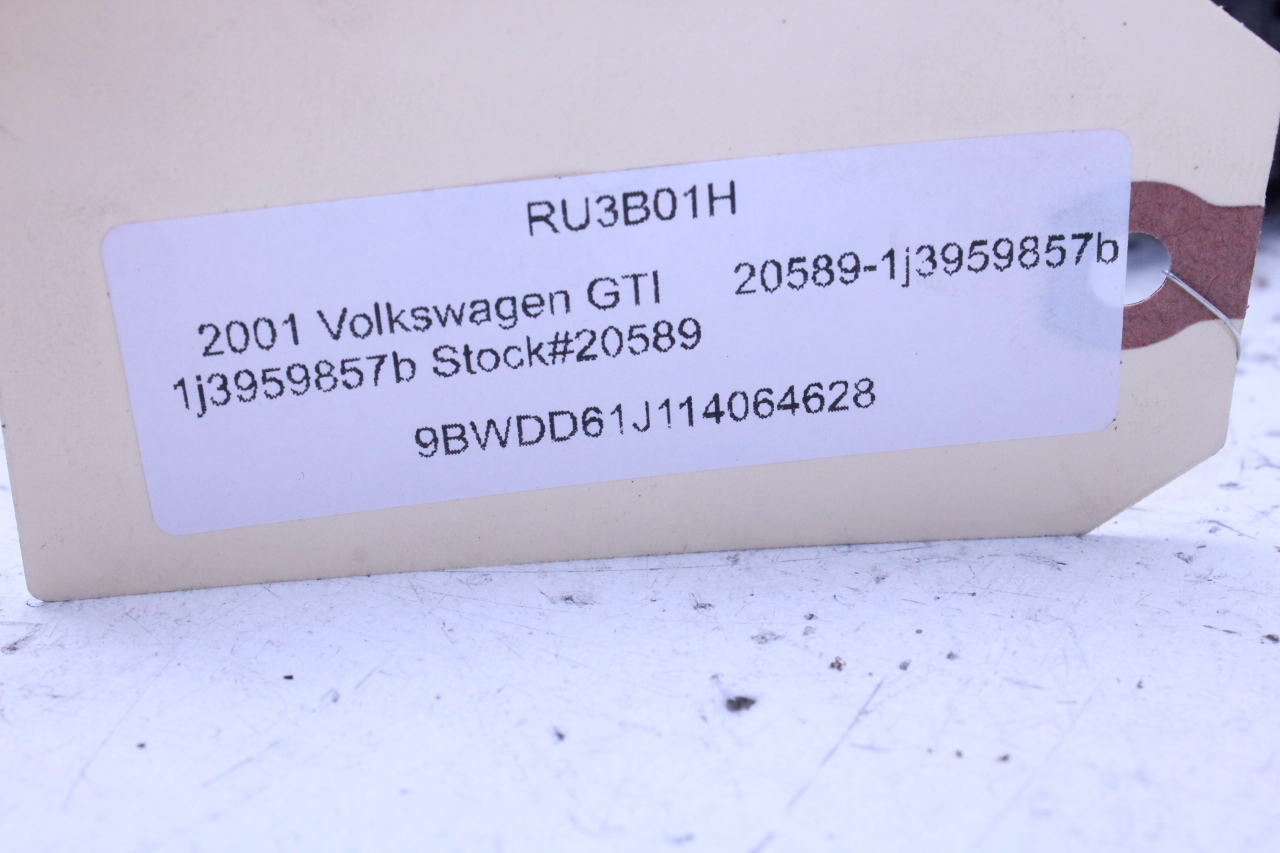 RU3B01H
2001 Volkswagen GTI 20589-1j3959857b
1j3959857b Stock#20589
9BWDD61J114064628